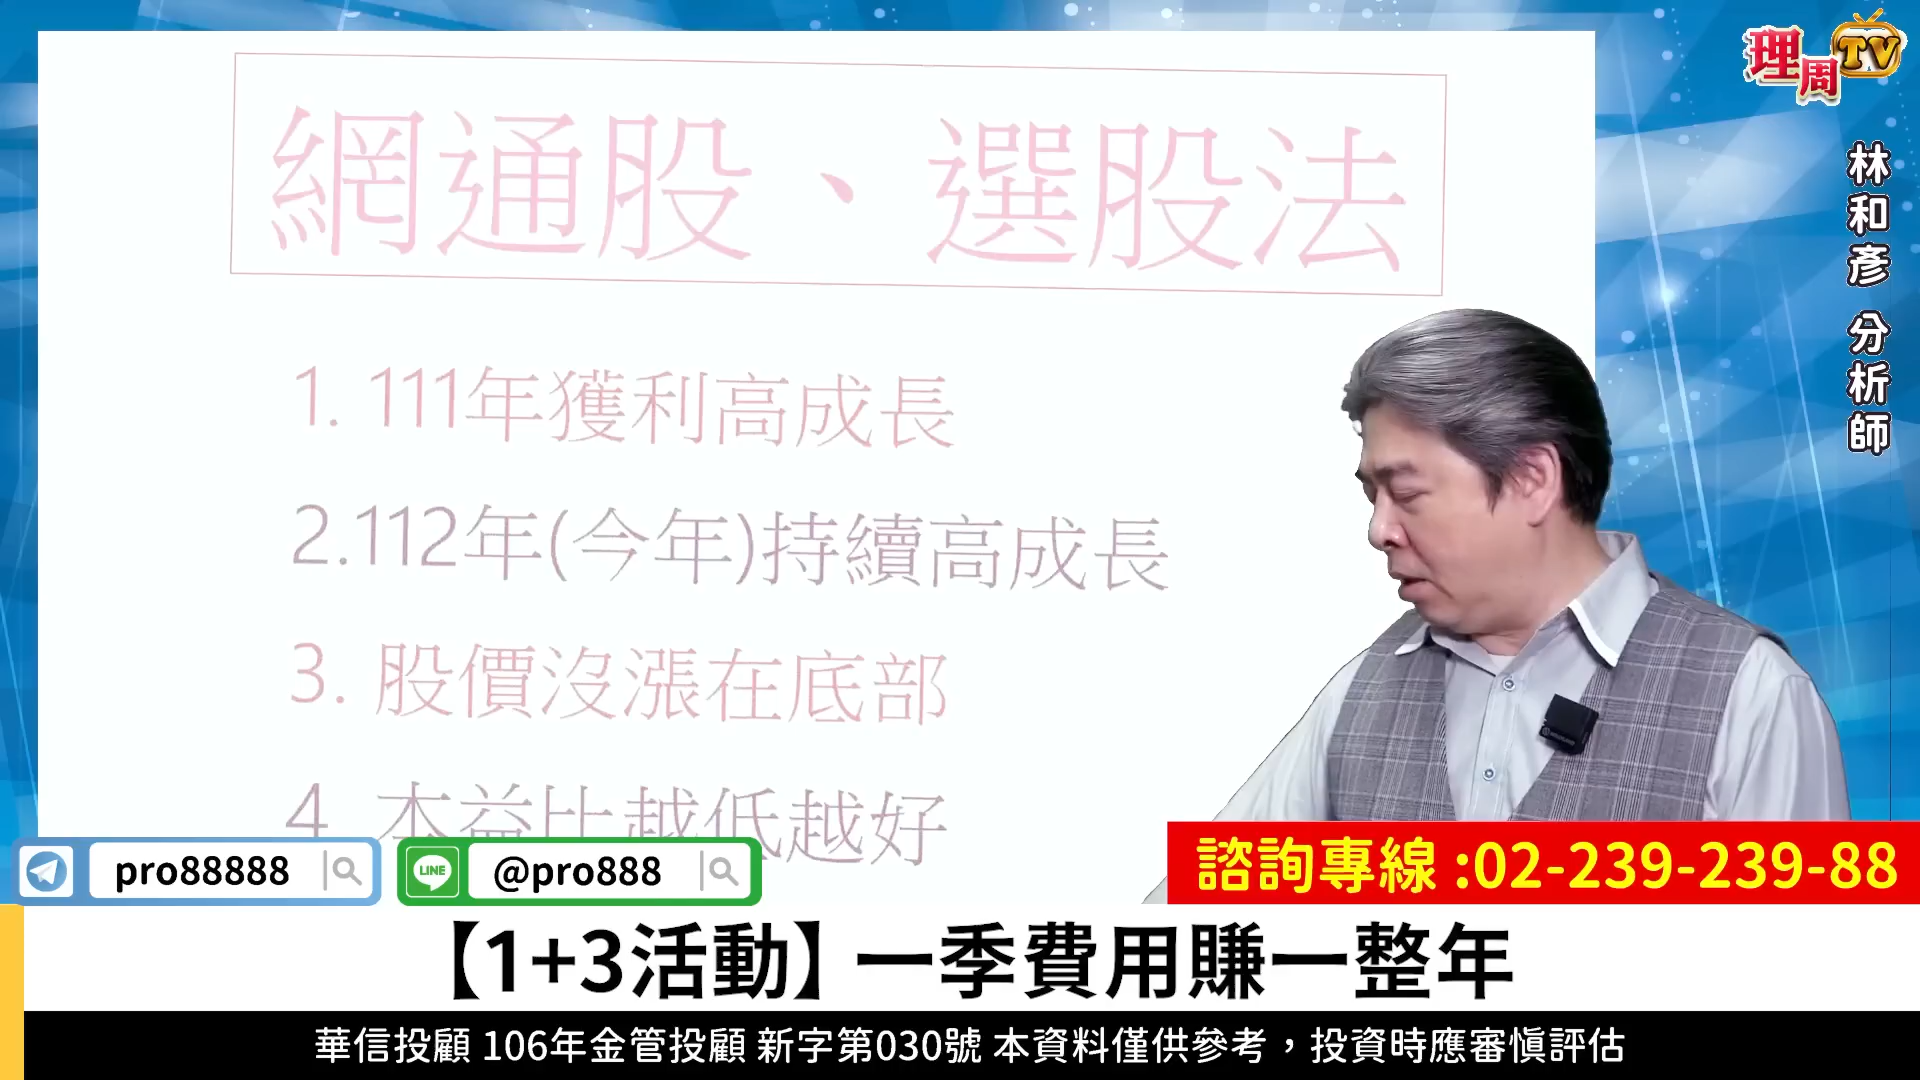 理周TV
林和彥 分析師
網通股、選股法
1. 111年獲利高成長
2.112年(今年)持續高成長
3. 股價沒漲在底部
4. 本益比越低越好
pro88888
LINE
@pro888
諮詢專線 :02-239-239-88
【1+3活動】一季費用賺一整年
華信投顧 106年金管投顧 新字第030號 本資料僅供參考，投資時應審慎評估